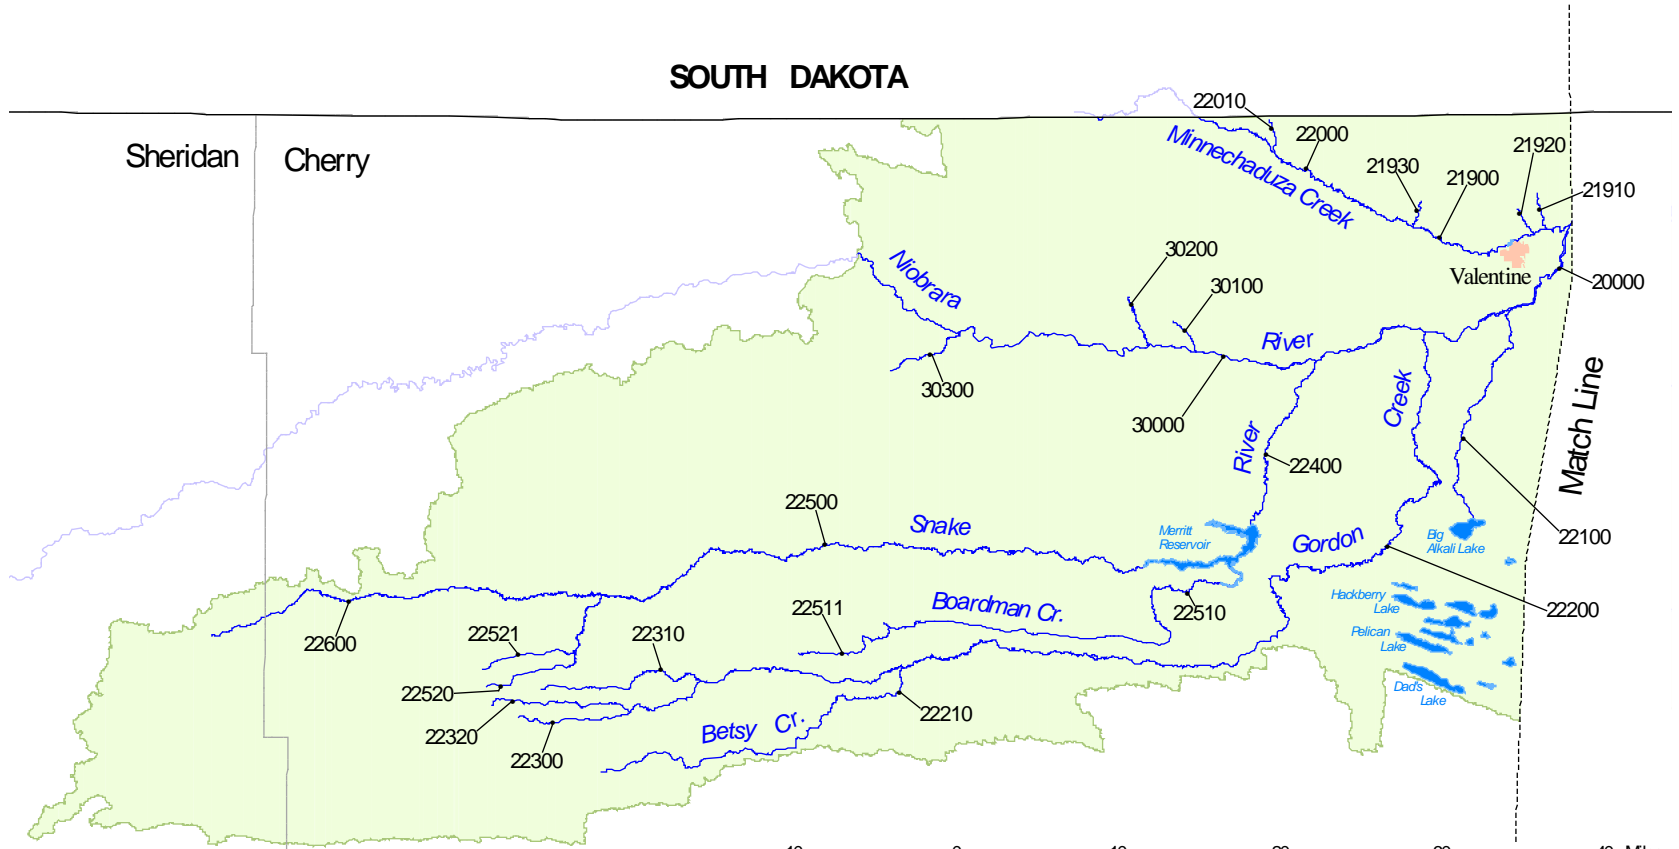 SOUTH DAKOTA
Sheridan
Cherry
22010
22000
Minnechaduza Creek
21930
21900
21920
21910
Valentine
20000
Niobrara
River
30200
30100
30300
30000
Match Line
Creek
River
22400
22500
Snake
Merritt
Reservoir
Gordon
Big
Alkali Lake
22100
22200
Hackberry
Lake
Pelican
Lake
Dad's
Lake
22511
Boardman Cr.
22510
22600
22521
22310
22520
22320
22300
Betsy Cr.
22210